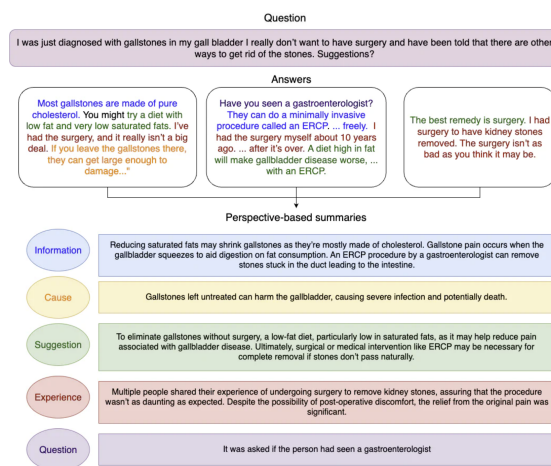 Question
I was just diagnosed with gallstones in my gall bladder I really don't want to have surgery and have been told that there are other
ways to get rid of the stones. Suggestions?
Answers
Most gallstones are made of pure
cholesterol. You might try a diet with
low fat and very low saturated fats. I've
had the surgery, and it really isn't a big
deal. If you leave the gallstones there,
they can get large enough to
damage..."
Have you seen a gastroenterologist?
They can do a minimally invasive
procedure called an ERCP. ... freely. I
had the surgery myself about 10 years
ago. ... after it's over. A diet high in fat
will make gallbladder disease worse, ...
with an ERCP.
The best remedy is surgery. I had
surgery to have kidney stones
removed. The surgery isn't as
bad as you think it may be.
Perspective-based summaries
Information
Reducing saturated fats may shrink gallstones as they're mostly made of cholesterol. Gallstone pain occurs when the
gallbladder squeezes to aid digestion on fat consumption. An ERCP procedure by a gastroenterologist can remove
stones stuck in the duct leading to the intestine.
Cause
Gallstones left untreated can harm the gallbladder, causing severe infection and potentially death.
Suggestion
To eliminate gallstones without surgery, a low-fat diet, particularly low in saturated fats, as it may help reduce pain
associated with gallbladder disease. Ultimately, surgical or medical intervention like ERCP may be necessary for
complete removal if stones don't pass naturally.
Experience
Multiple people shared their experience of undergoing surgery to remove kidney stones, assuring that the procedure
wasn't as daunting as expected. Despite the possibility of post-operative discomfort, the relief from the original pain was
significant.
Question
It was asked if the person had seen a gastroenterologist